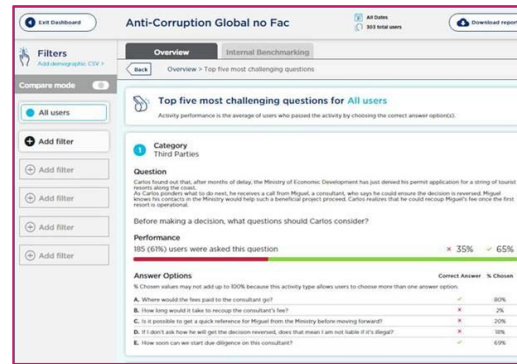 Exit Dashboard
Anti-Corruption Global no Fac
All Dates
303 total users
Download report
Filters
Add demographic CSV >
Compare mode
All users
Add filter
Add filter
Add filter
Add filter
Add filter
Overview
Internal Benchmarking
Back
Overview > Top five most challenging questions
Top five most challenging questions for All users
Activity performance is the average of users who passed the activity by choosing the correct answer option(s).
1
Category
Third Parties
Question
Carlos found out that, after months of delay, the Ministry of Economic Development has just denied his permit application for a string of tourist
resorts along the coast.
As Carlos ponders what to do next, he receives a call from Miguel, a consultant, who says he could ensure the decision is reversed. Miguel
knows his contacts in the Ministry would help such a beneficial project proceed. Carlos realizes that he could recoup Miguel's fee once the first
resort is operational.
Before making a decision, what questions should Carlos consider?
Performance
185 (61%) users were asked this question
35%
65%
Answer Options
Correct Answer
% Chosen
% Chosen values may not add up to 100% because this activity type allows users to choose more than one answer option.
A. Where would the fees paid to the consultant go?
80%
B. How long would it take to recoup the consultant's fee?
2%
C. Is it possible to get a quick reference for Miguel from the Ministry before moving forward?
20%
D. If I don't ask how he will get the decision reversed, does that mean I am not liable if it's illegal?
18%
E. How soon can we start due diligence on this consultant?
69%